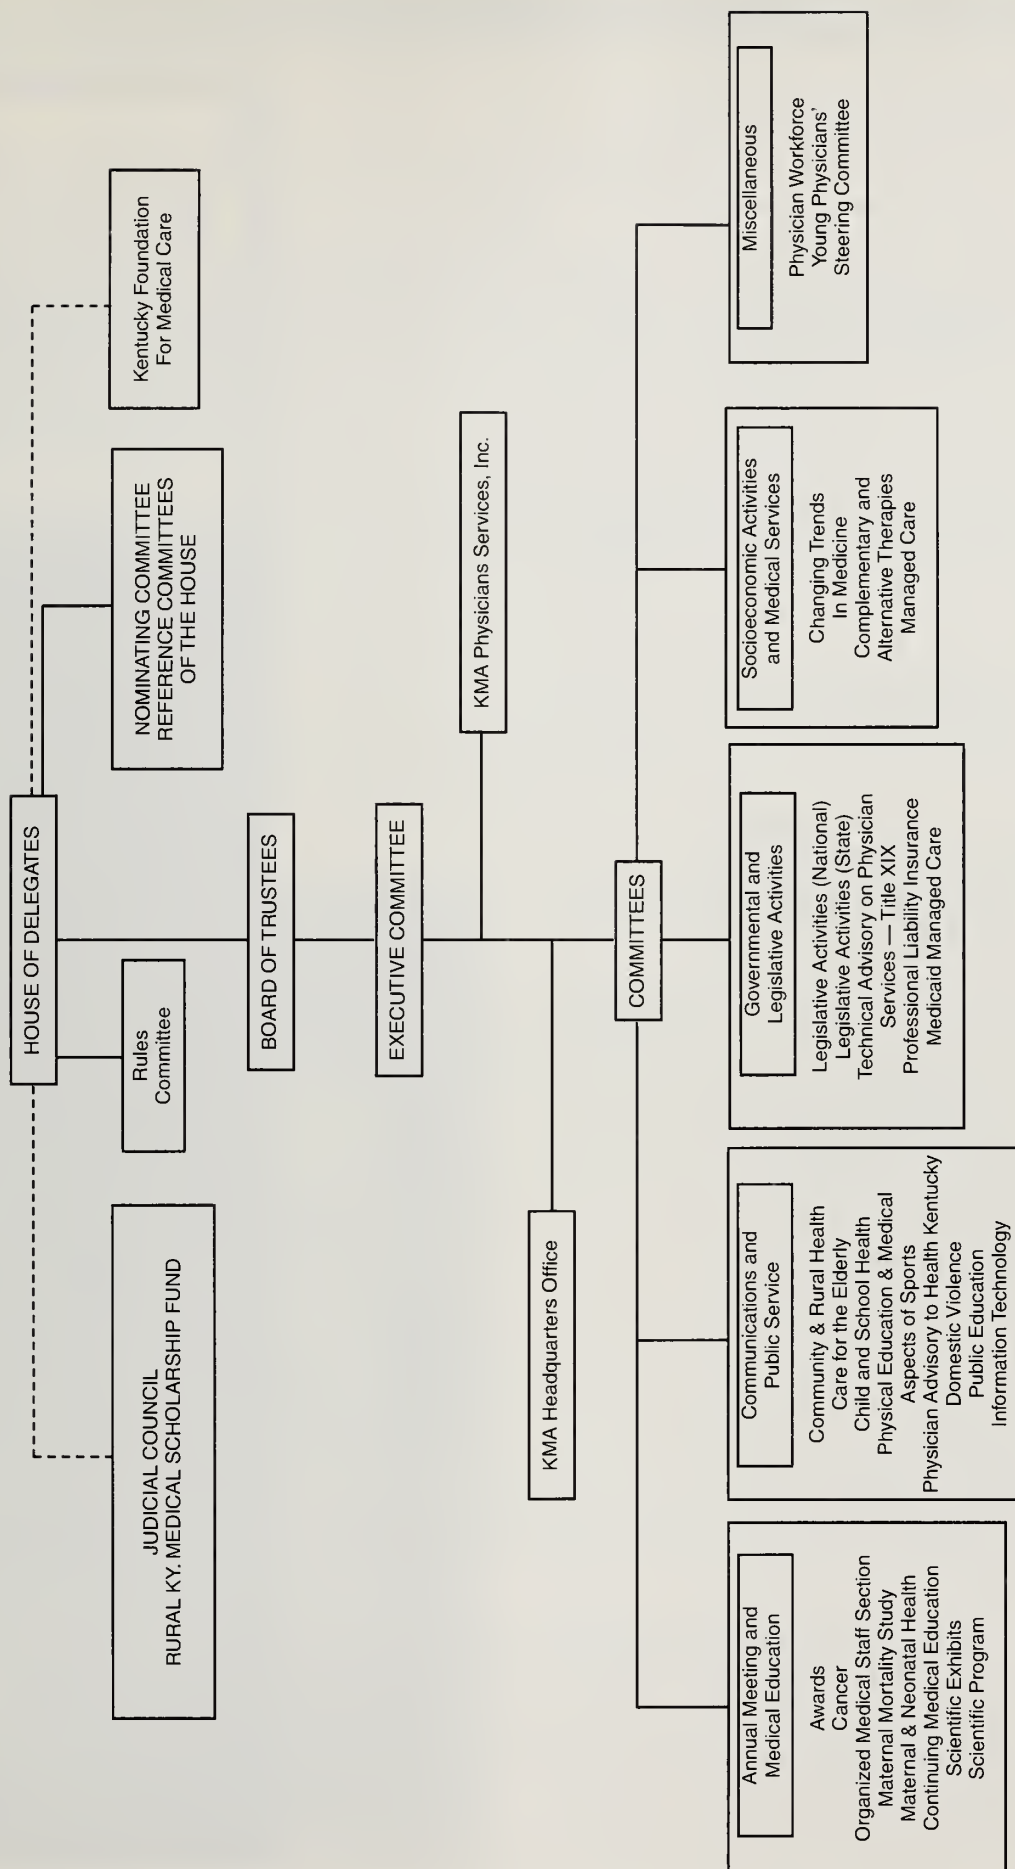 HOUSE OF DELEGATES
JUDICIAL COUNCIL
RURAL KY. MEDICAL SCHOLARSHIP FUND
Rules
Committee
NOMINATING COMMITTEE
REFERENCE COMMITTEES
OF THE HOUSE
Kentucky Foundation
For Medical Care
BOARD OF TRUSTEES
EXECUTIVE COMMITTEE
KMA Physicians Services, Inc.
KMA Headquarters Office
COMMITTEES
Annual Meeting and
Medical Education
Awards
Cancer
Organized Medical Staff Section
Maternal Mortality Study
Maternal & Neonatal Health
Continuing Medical Education
Scientific Exhibits
Scientific Program
Communications and
Public Service
Community & Rural Health
Care for the Elderly
Child and School Health
Physical Education & Medical
Aspects of Sports
Physician Advisory to Health Kentucky
Domestic Violence
Public Education
Information Technology
Governmental and
Legislative Activities
Legislative Activities (National)
Legislative Activities (State)
Technical Advisory on Physician
Services — Title XIX
Professional Liability Insurance
Medicaid Managed Care
Socioeconomic Activities
and Medical Services
Changing Trends
In Medicine
Complementary and
Alternative Therapies
Managed Care
Miscellaneous
Physician Workforce
Young Physicians'
Steering Committee